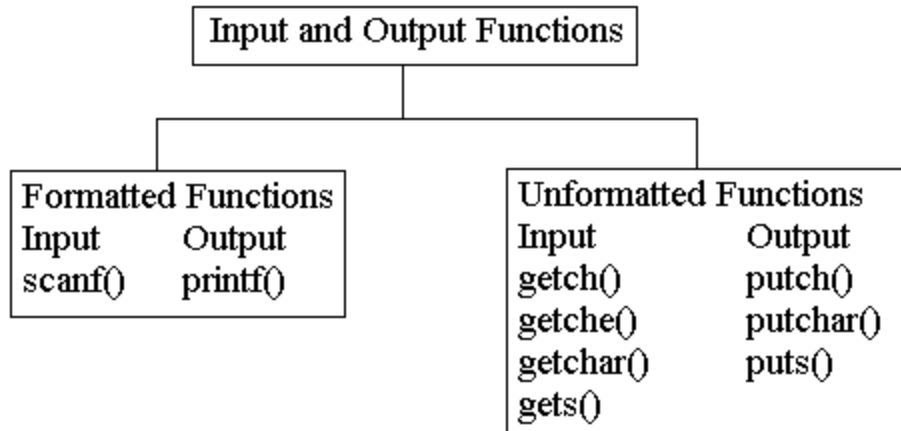 Input and Output Functions
Formatted Functions
Input Output
scanf() printf()
Unformatted Functions
Input Output
getch() putch()
getche() putchar()
getchar() puts()
gets()